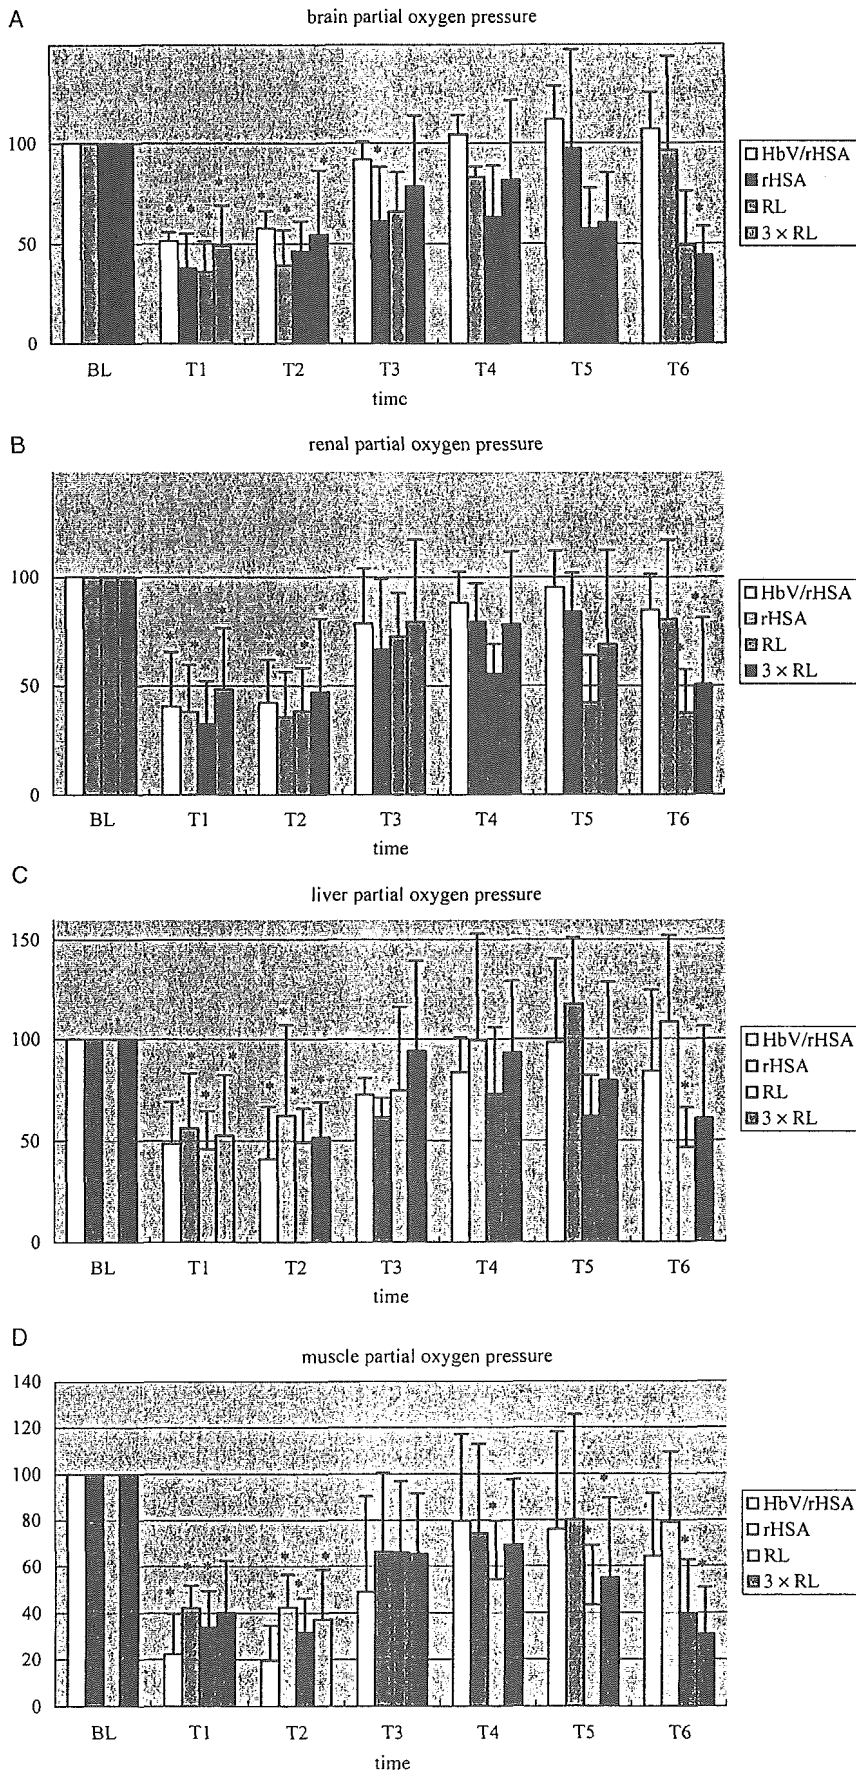 A
brain partial oxygen pressure
100
50
0
BL T1 T2 T3 T4 T5 T6
time
HbV/rHSA
rHSA
RL
3 × RL
B
renal partial oxygen pressure
100
50
0
BL T1 T2 T3 T4 T5 T6
time
HbV/rHSA
rHSA
RL
3 × RL
C
liver partial oxygen pressure
150
100
50
0
BL T1 T2 T3 T4 T5 T6
time
HbV/rHSA
rHSA
RL
3 × RL
D
muscle partial oxygen pressure
140
120
100
80
60
40
20
0
BL T1 T2 T3 T4 T5 T6
time
HbV/rHSA
rHSA
RL
3 × RL